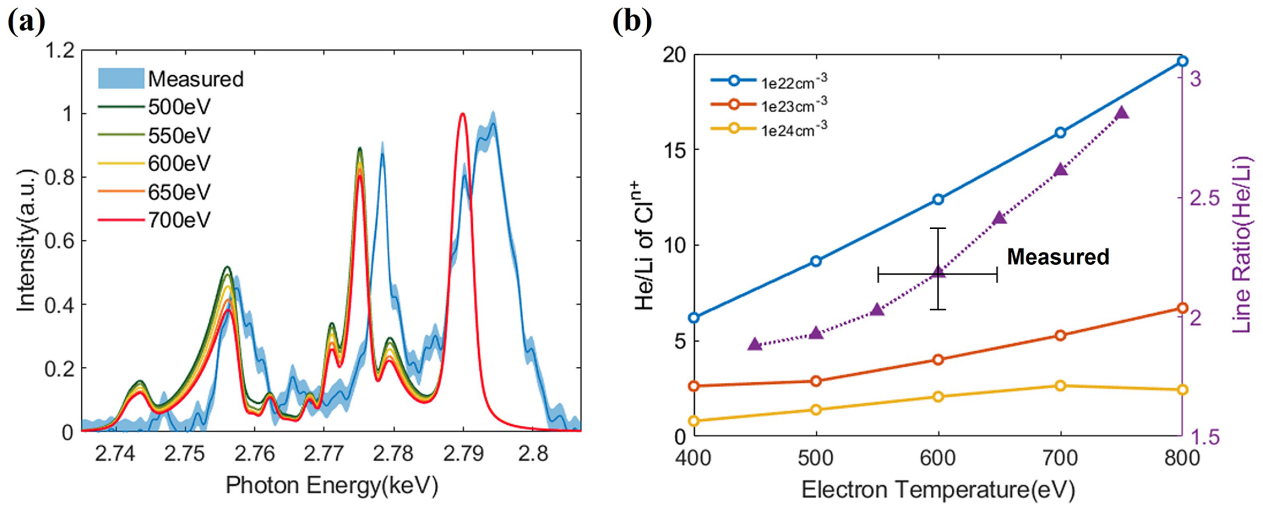 (a)
1.2
1
0.8
0.6
0.4
0.2
0
Intensity(a.u.)
Measured
500eV
550eV
600eV
650eV
700eV
2.74 2.75 2.76 2.77 2.78 2.79 2.8
Photon Energy(keV)
(b)
20
15
10
5
0
He/Li of Clⁿ⁺
1e22cm⁻³
1e23cm⁻³
1e24cm⁻³
Measured
3
2.5
2
1.5
Line Ratio(He/Li)
400 500 600 700 800
Electron Temperature(eV)